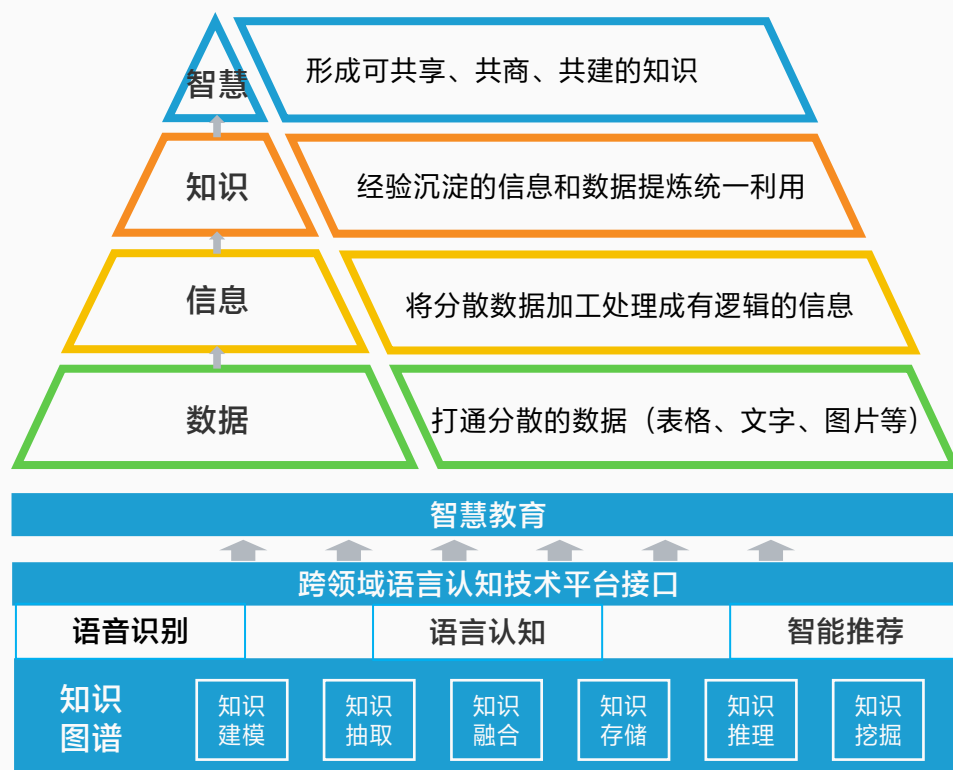 智慧
形成可共享、共商、共建的知识
知识
经验沉淀的信息和数据提炼统一利用
信息
将分散数据加工处理成有逻辑的信息
数据
打通分散的数据（表格、文字、图片等）
智慧教育
跨领域语言认知技术平台接口
语音识别
语言认知
智能推荐
知识
图谱
知识
建模
知识
抽取
知识
融合
知识
存储
知识
推理
知识
挖掘